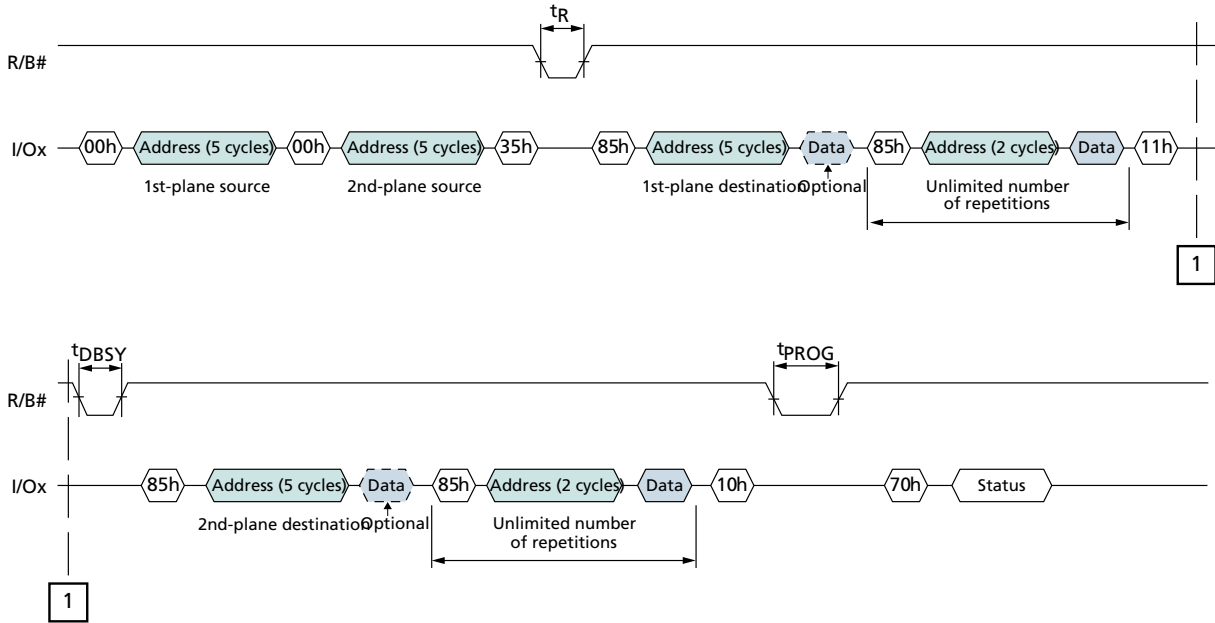 tR
R/B#
I/Ox 00h Address (5 cycles) 00h Address (5 cycles) 35h 85h Address (5 cycles) Data 85h Address (2 cycles) Data 11h
1st-plane source 2nd-plane source 1st-plane destination Optional Unlimited number
of repetitions
1
tDBSY tPROG
R/B#
I/Ox 85h Address (5 cycles) Data 85h Address (2 cycles) Data 10h 70h Status
2nd-plane destination Optional Unlimited number
of repetitions
1